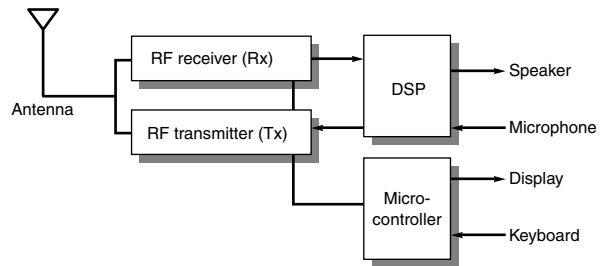 Antenna
RF receiver (Rx)
RF transmitter (Tx)
DSP
Speaker
Microphone
Micro-
controller
Display
Keyboard